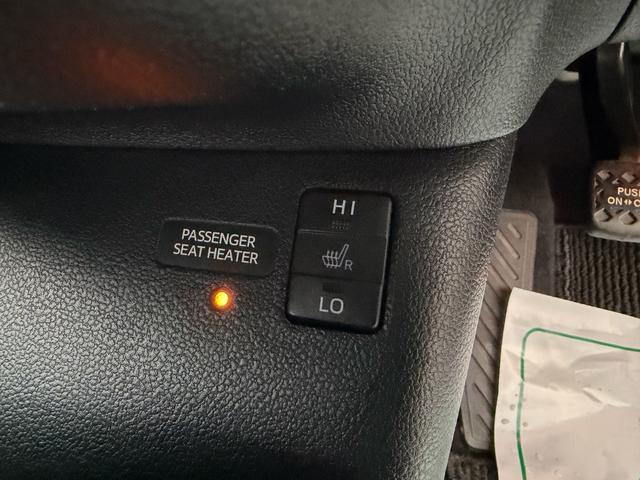 PASSENGER
SEAT HEATER
HI
R
LO
PUSH
ON↔O